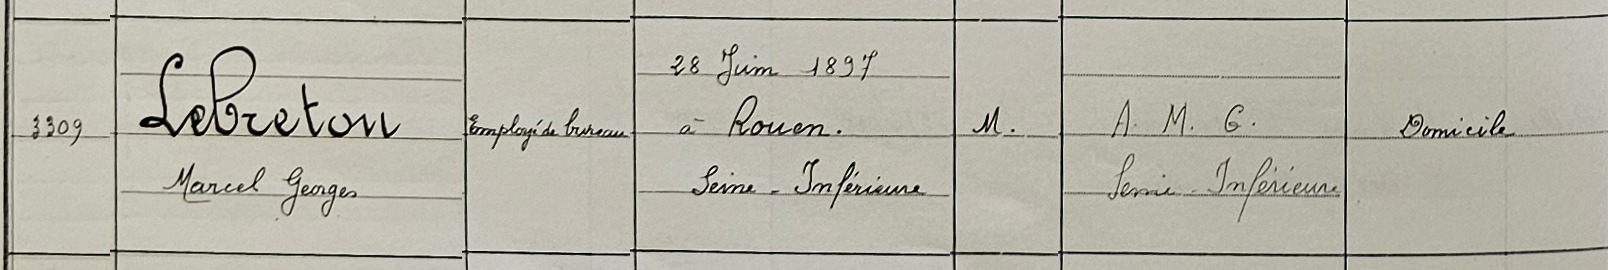 3309
Lebreton
Marcel Georges
Employé de bureau
28 Juin 1897
à Rouen.
Seine-Inférieure
M.
A. M. G.
Seine-Inférieure
Domicile